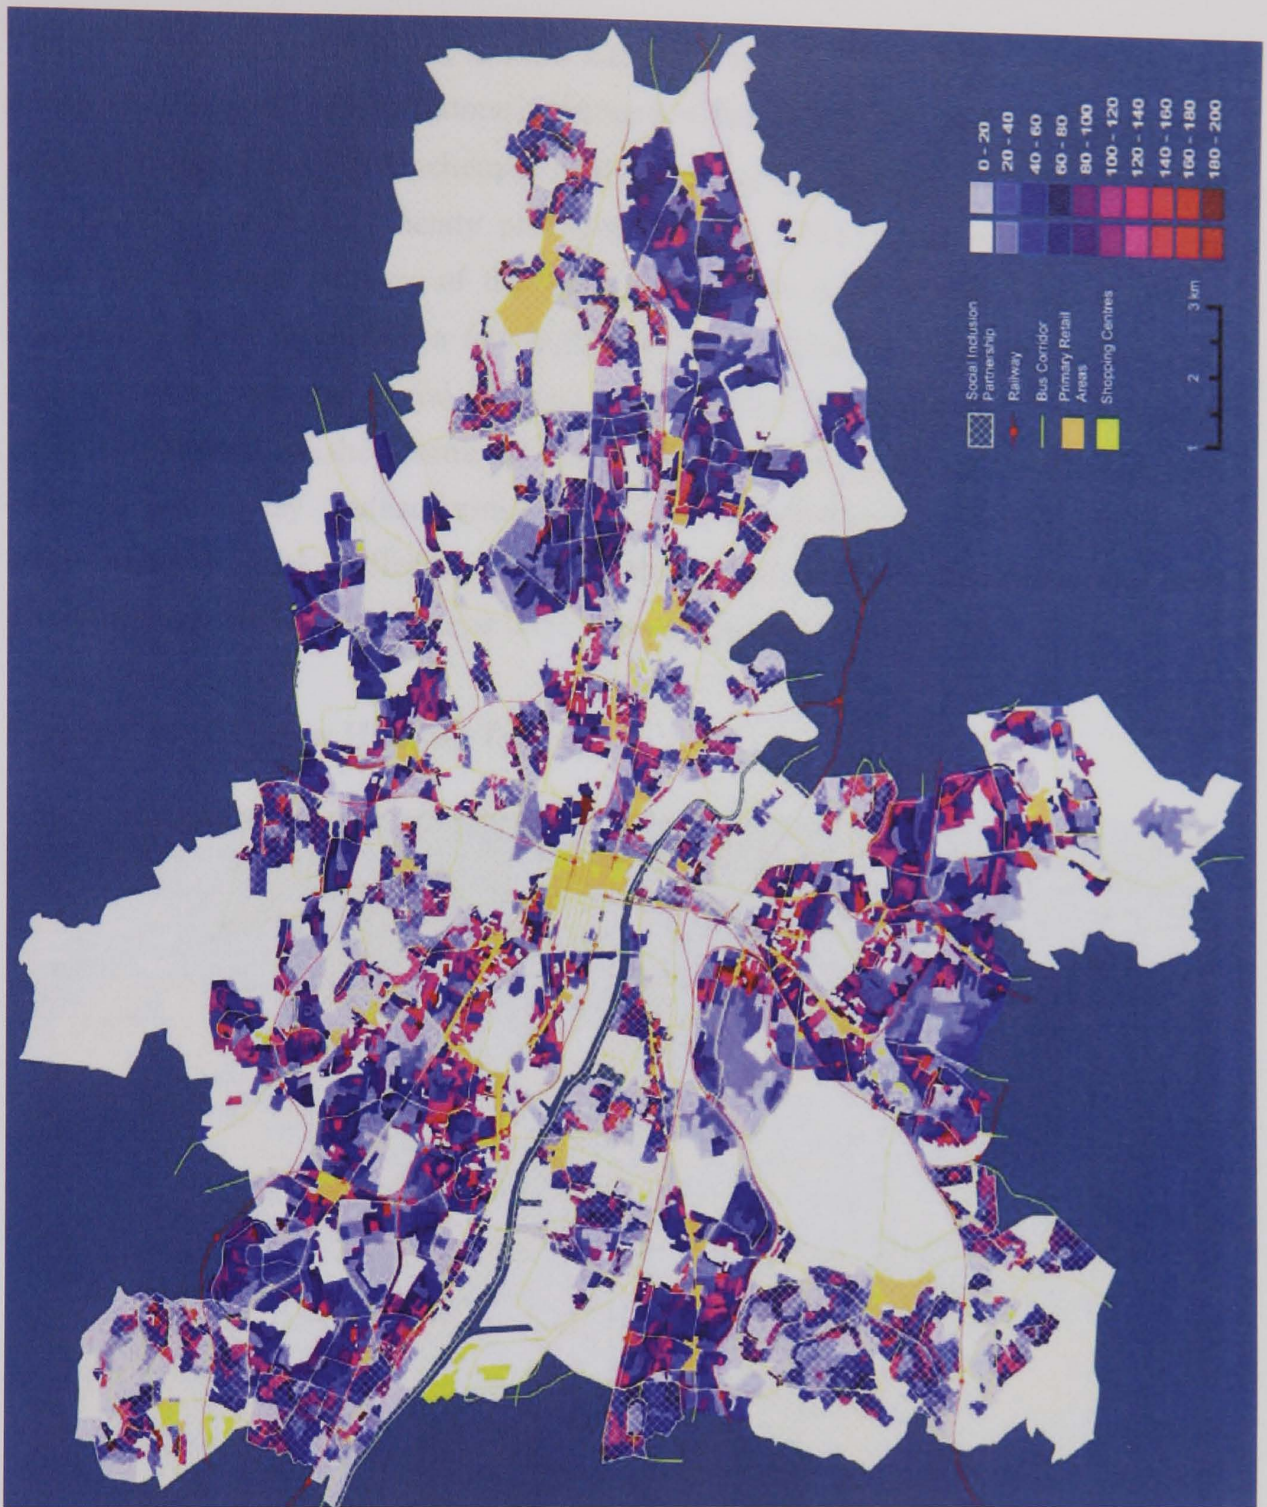 0 - 20
20 - 40
40 - 60
60 - 80
80 - 100
100 - 120
120 - 140
140 - 160
160 - 180
180 - 200
Social Inclusion
Partnership
Railway
Bus Corridor
Primary Retail
Areas
Shopping Centres
1 2 3 km